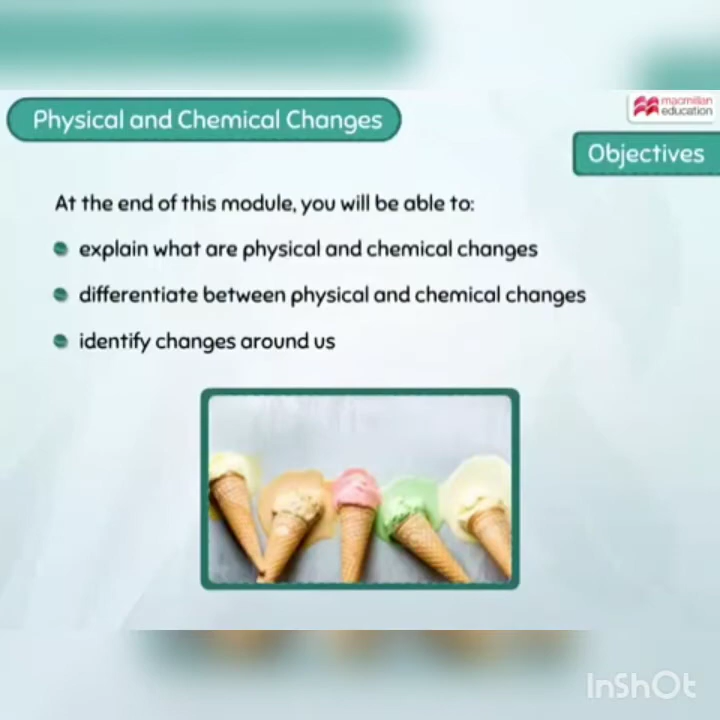 Physical and Chemical Changes
macmillan
education
Objectives
At the end of this module, you will be able to:
explain what are physical and chemical changes
differentiate between physical and chemical changes
identify changes around us
InShOt